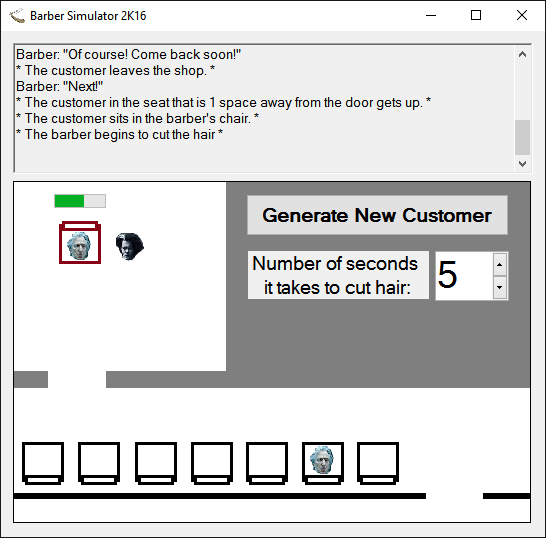 Barber Simulator 2K16
Barber: "Of course! Come back soon!"
* The customer leaves the shop. *
Barber: "Next!"
* The customer in the seat that is 1 space away from the door gets up. *
* The customer sits in the barber's chair. *
* The barber begins to cut the hair *
Generate New Customer
Number of seconds
it takes to cut hair:
5